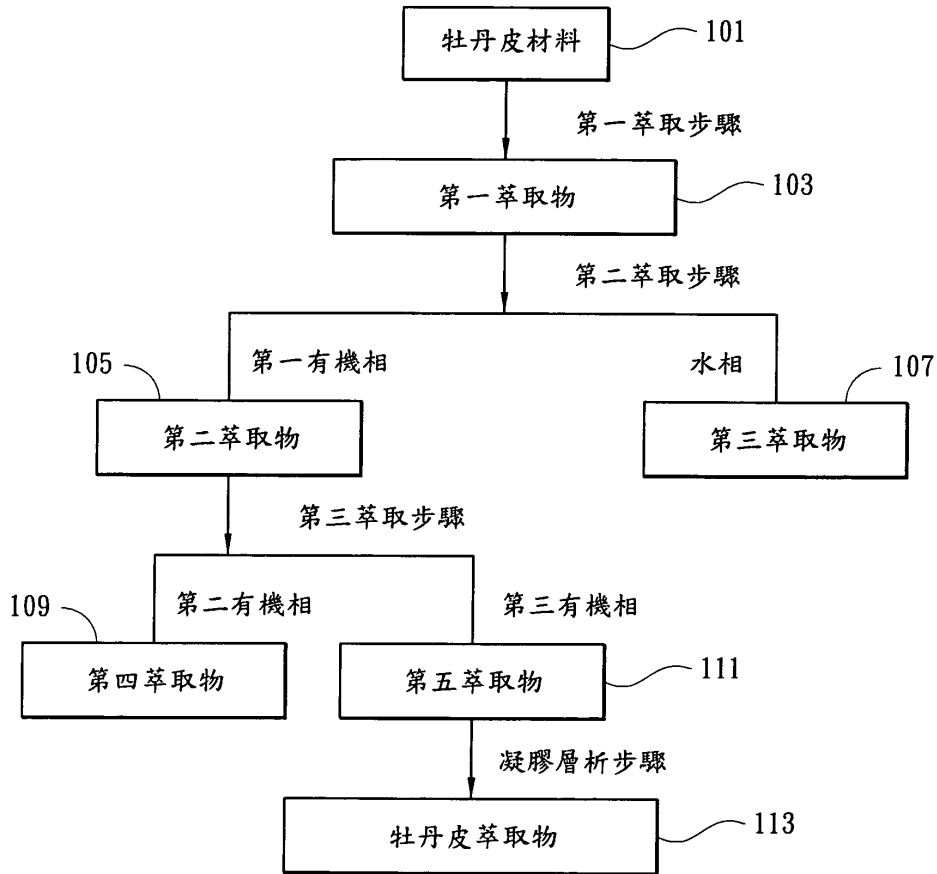 牡丹皮材料
101
第一萃取步驟
第一萃取物
103
第二萃取步驟
105
第一有機相
水相
107
第二萃取物
第三萃取物
第三萃取步驟
109
第二有機相
第三有機相
第四萃取物
第五萃取物
111
凝膠層析步驟
牡丹皮萃取物
113